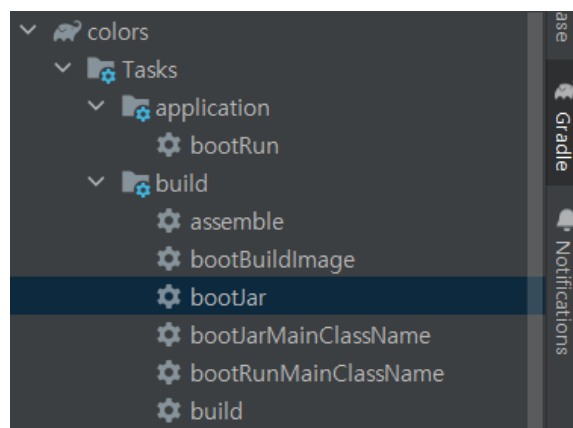 colors
Tasks
application
bootRun
build
assemble
bootBuildImage
bootJar
bootJarMainClassName
bootRunMainClassName
build
ase
Gradle
Notifications